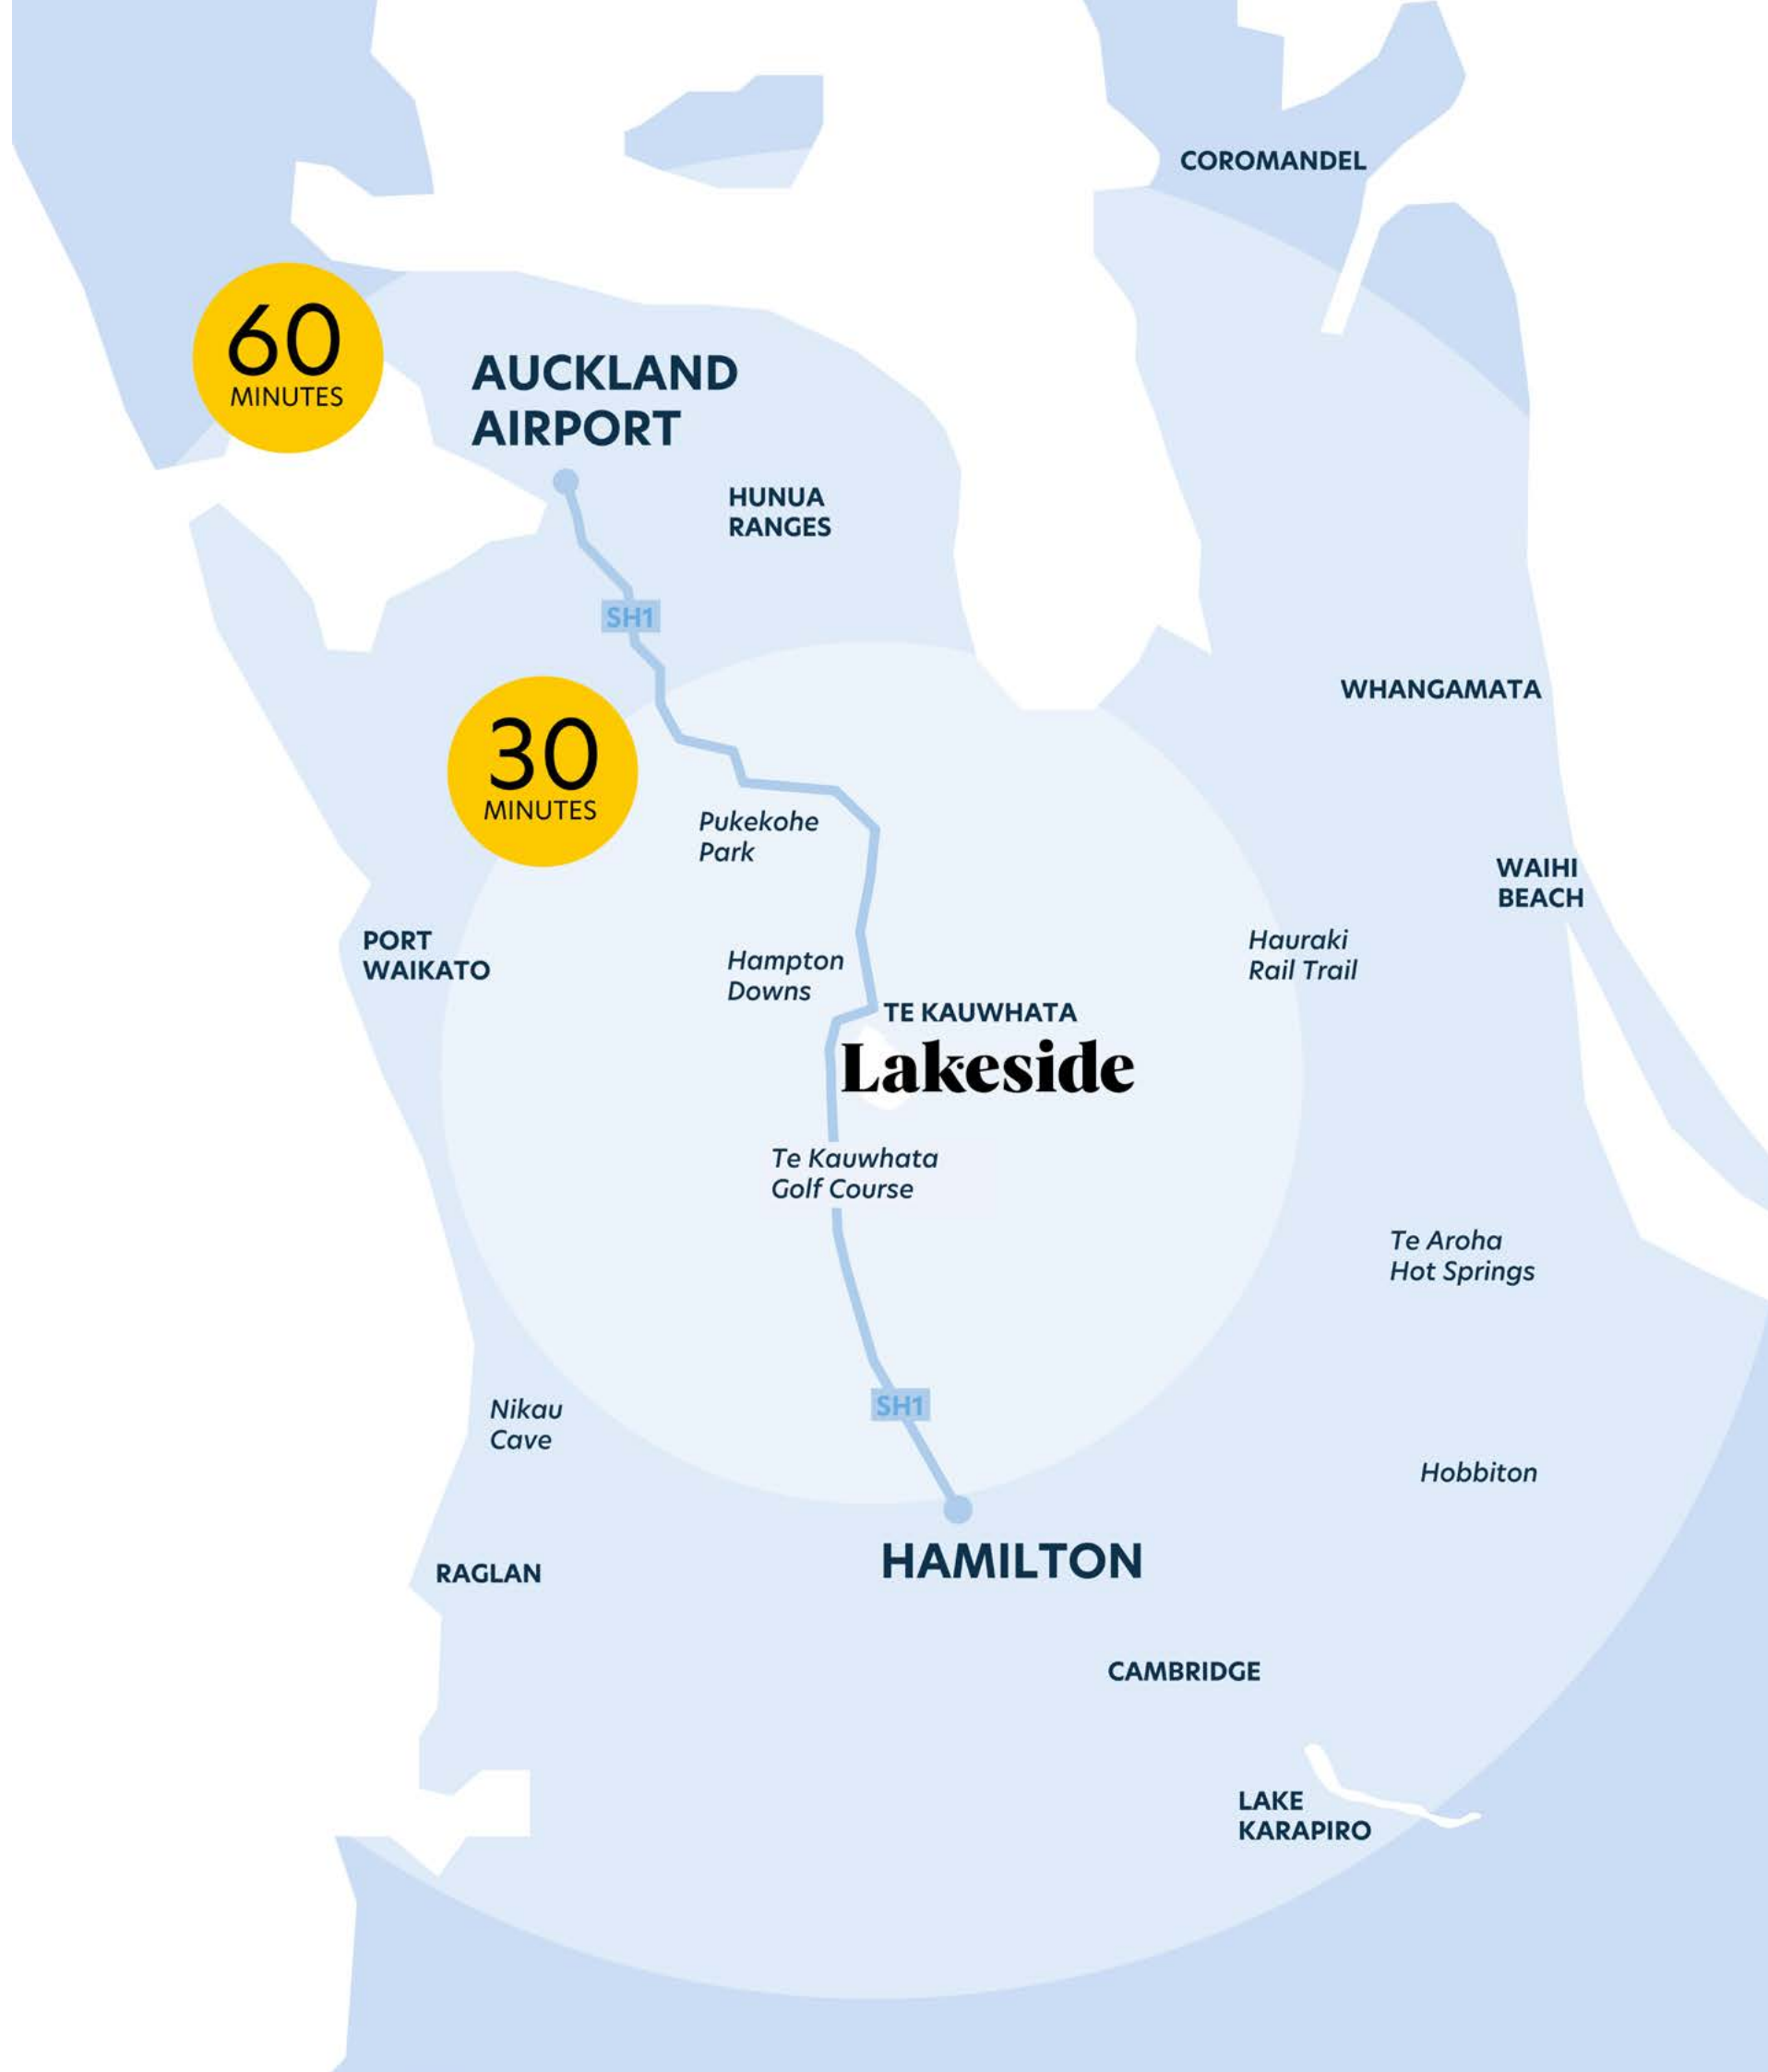 COROMANDEL
60
MINUTES
AUCKLAND
AIRPORT
HUNUA
RANGES
SH1
WHANGAMATA
30
MINUTES
Pukekohe
Park
WAIHI
BEACH
PORT
WAIKATO
Hampton
Downs
Hauraki
Rail Trail
TE KAUWHATA
Lakeside
Te Kauwhata
Golf Course
Te Aroha
Hot Springs
Nikau
Cave
SH1
Hobbiton
HAMILTON
RAGLAN
CAMBRIDGE
LAKE
KARAPIRO